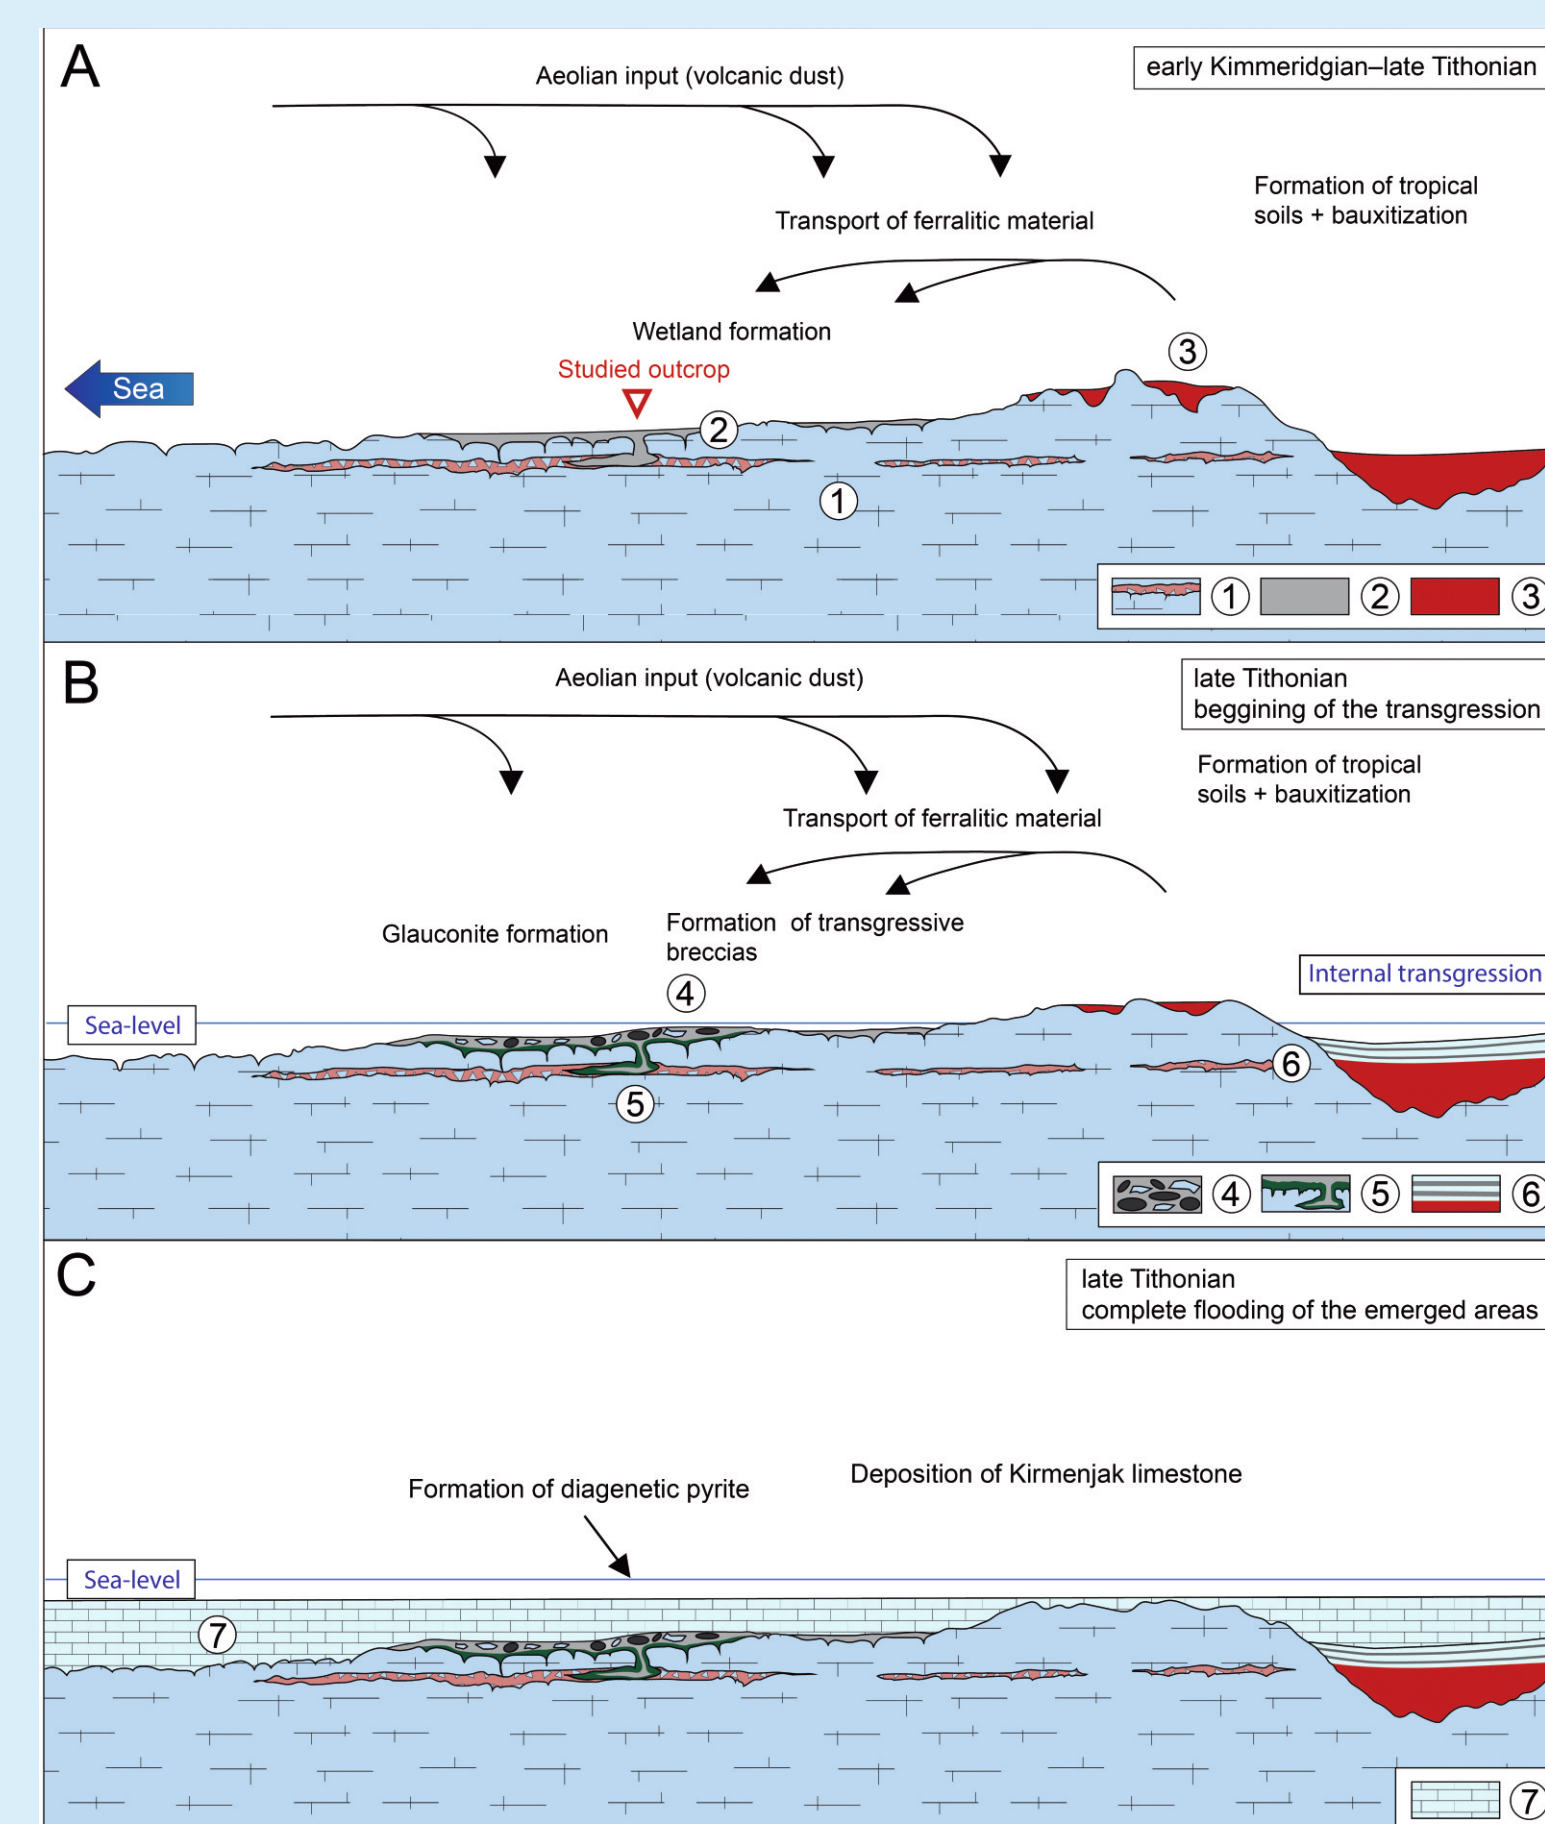 A
Aeolian input (volcanic dust)
early Kimmeridgian–late Tithonian
Formation of tropical
soils + bauxitization
Transport of ferralitic material
Wetland formation
Studied outcrop
Sea
3
2
1
1 2 3
B
Aeolian input (volcanic dust)
late Tithonian
beggining of the transgression
Formation of tropical
soils + bauxitization
Transport of ferralitic material
Glauconite formation
Formation of transgressive
breccias
Internal transgression
4
Sea-level
6
5
4 5 6
C
late Tithonian
complete flooding of the emerged areas
Formation of diagenetic pyrite
Deposition of Kirmenjak limestone
Sea-level
7
7